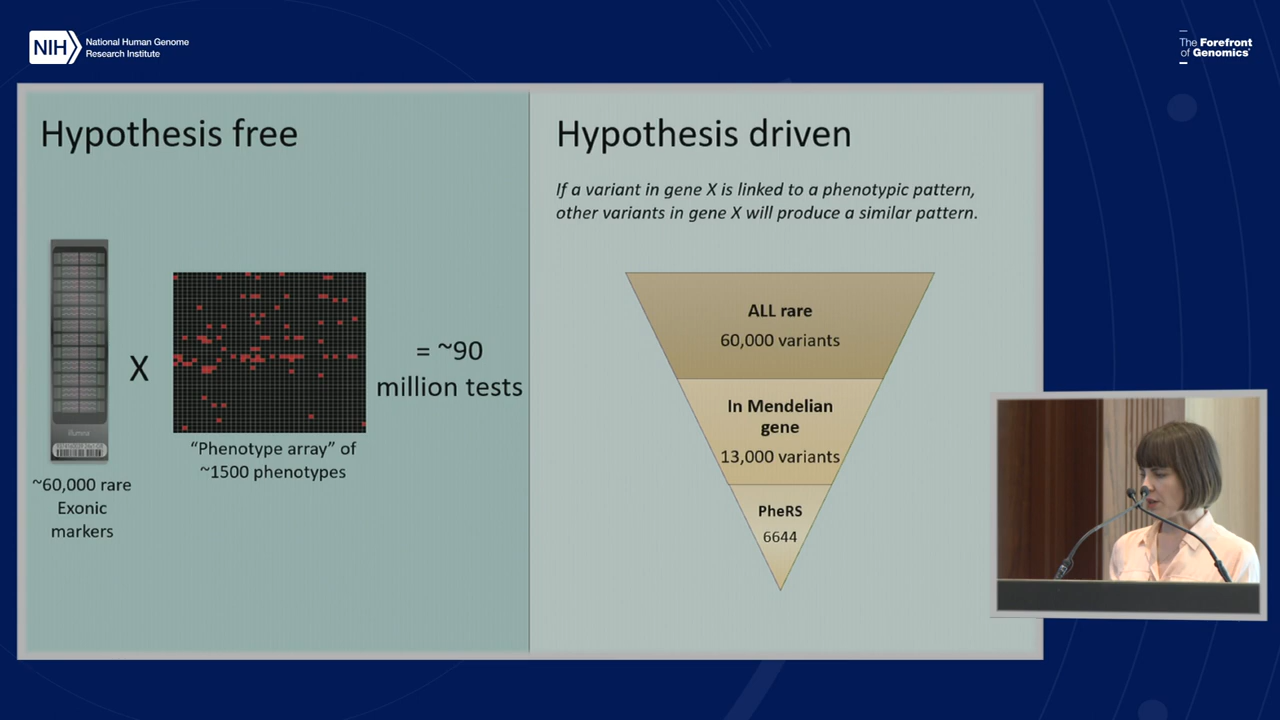 NIH
National Human Genome
Research Institute
The Forefront
of Genomics
Hypothesis free
illumina
~60,000 rare
Exonic
markers
X
"Phenotype array" of
~1500 phenotypes
= ~90
million tests
Hypothesis driven
If a variant in gene X is linked to a phenotypic pattern,
other variants in gene X will produce a similar pattern.
ALL rare
60,000 variants
In Mendelian
gene
13,000 variants
PheRS
6644